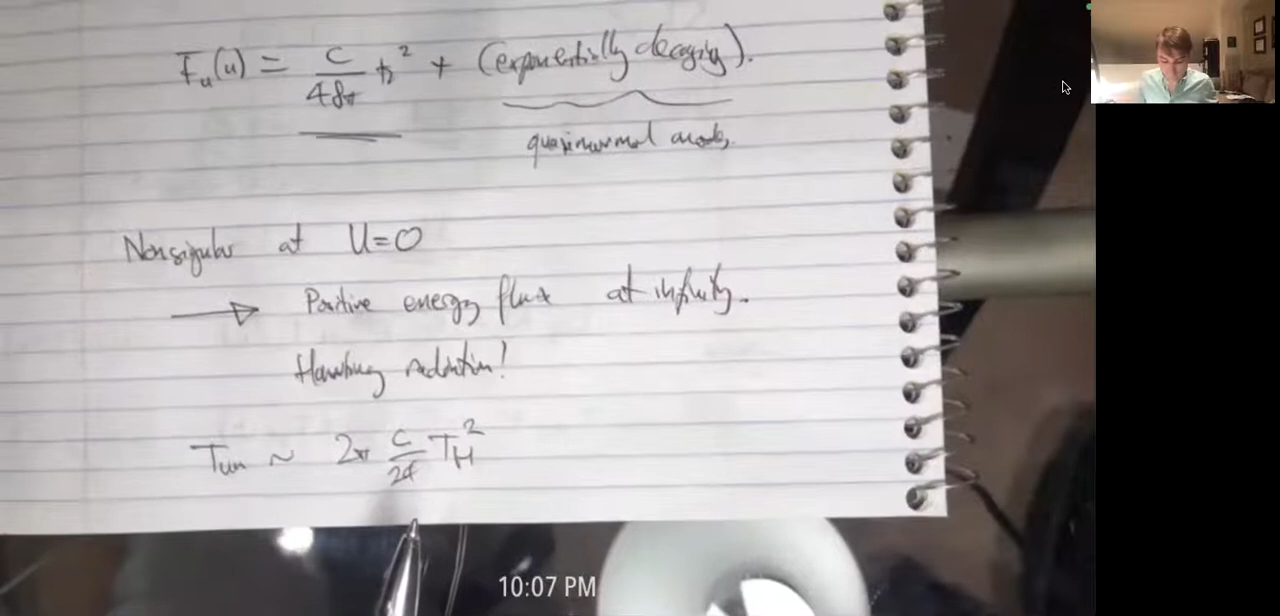 F_u(u) = c/48π ħ² + (exponentially decaying).
quasinormal modes.
Nonsingular at U=0
→ Positive energy flux at infinity.
Hawking radiation!
T_uu ~ 2π c/24 T_H²
10:07 PM